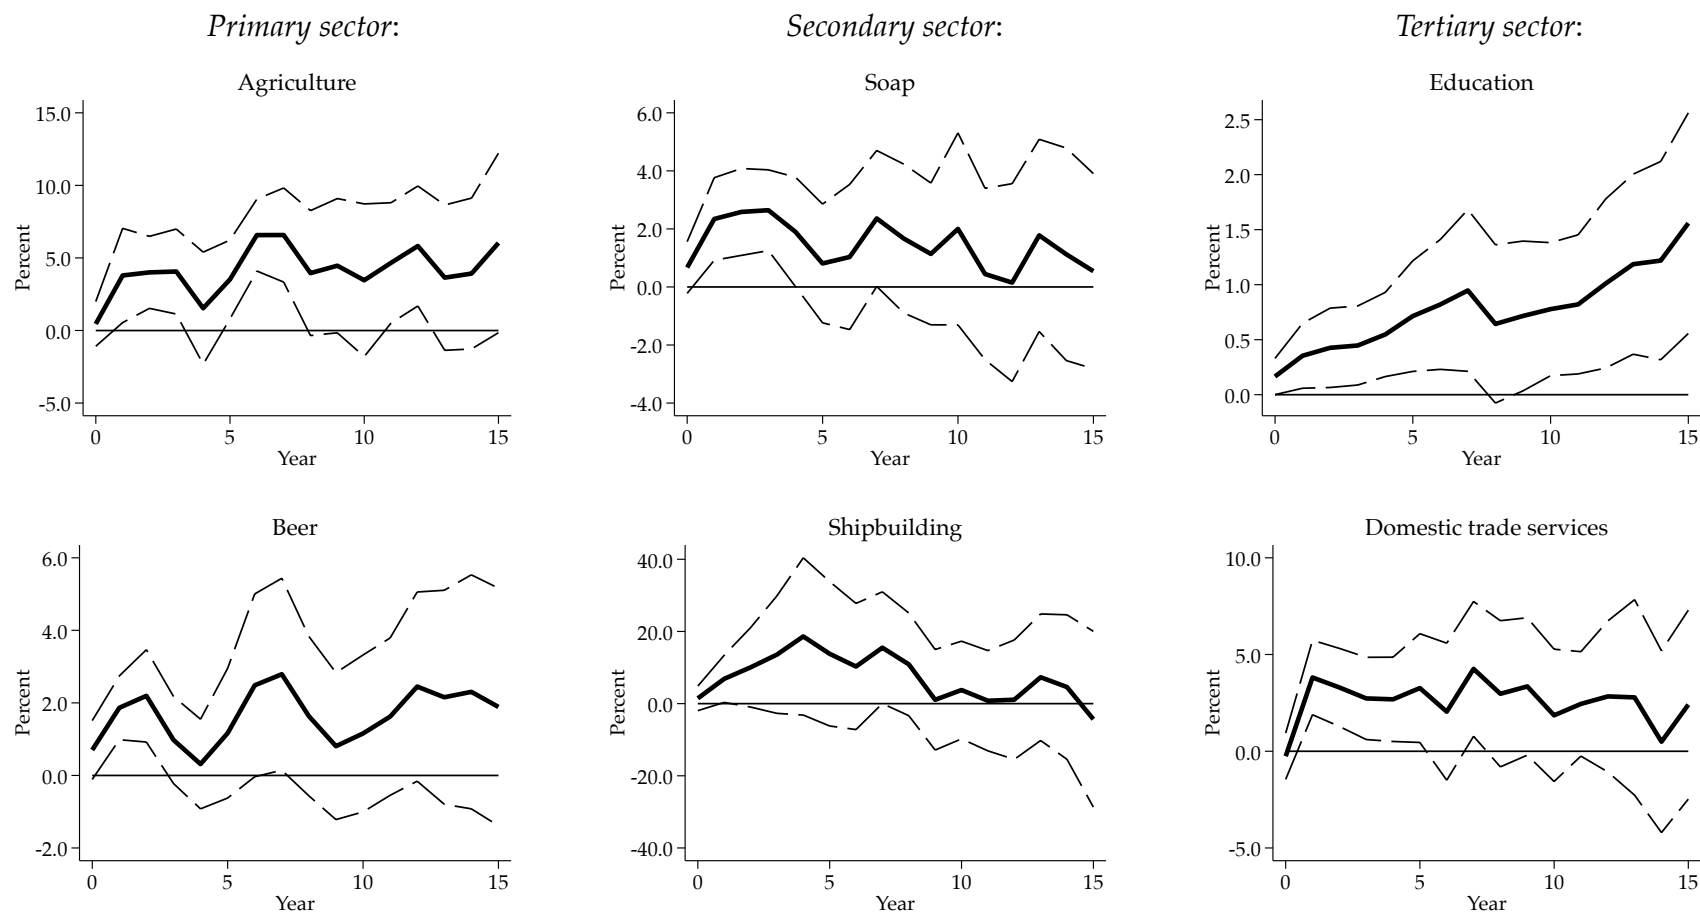 Primary sector:
Secondary sector:
Tertiary sector:
Agriculture
15.0
10.0
5.0
0.0
-5.0
Percent
0 5 10 15
Year
Soap
6.0
4.0
2.0
0.0
-2.0
-4.0
Percent
0 5 10 15
Year
Education
2.5
2.0
1.5
1.0
0.5
0.0
Percent
0 5 10 15
Year
Beer
6.0
4.0
2.0
0.0
-2.0
Percent
0 5 10 15
Year
Shipbuilding
40.0
20.0
0.0
-20.0
-40.0
Percent
0 5 10 15
Year
Domestic trade services
10.0
5.0
0.0
-5.0
Percent
0 5 10 15
Year